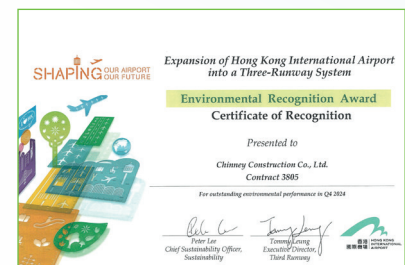 SHAPING OUR AIRPORT
OUR FUTURE
Expansion of Hong Kong International Airport
into a Three-Runway System
Environmental Recognition Award
Certificate of Recognition
Presented to
Chinney Construction Co., Ltd.
Contract 3805
For outstanding environmental performance in Q4 2024
Peter Lee
Chief Sustainability Officer,
Sustainability
Tommy Leung
Executive Director,
Third Runway
香港
國際機場
HONG KONG
INTERNATIONAL
AIRPORT